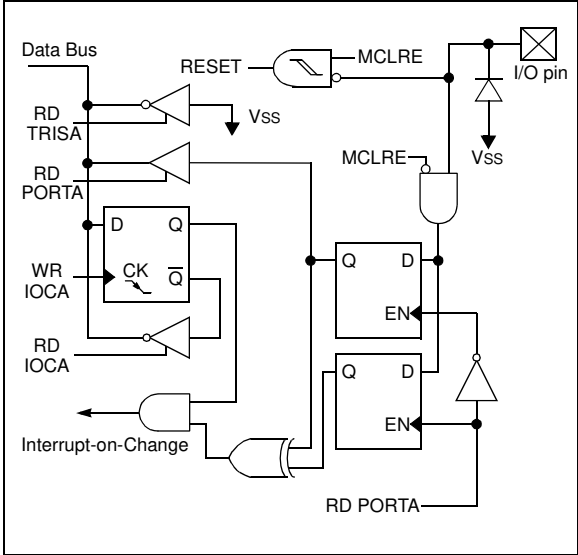 Data Bus
RESET
MCLRE
I/O pin
RD
TRISA
VSS
VSS
RD
PORTA
MCLRE
D
Q
WR
IOCA
CK
Q
Q
D
EN
RD
IOCA
Q
D
EN
Interrupt-on-Change
RD PORTA